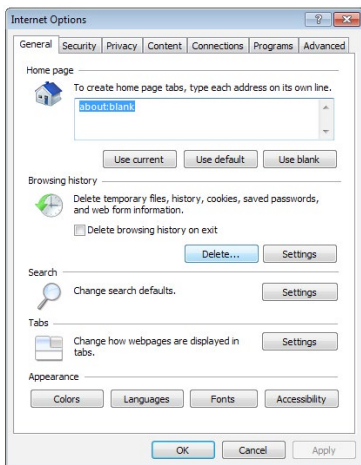 Internet Options
General Security Privacy Content Connections Programs Advanced
Home page
To create home page tabs, type each address on its own line.
about:blank
Use current Use default Use blank
Browsing history
Delete temporary files, history, cookies, saved passwords,
and web form information.
Delete browsing history on exit
Delete... Settings
Search
Change search defaults. Settings
Tabs
Change how webpages are displayed in
tabs.
Settings
Appearance
Colors Languages Fonts Accessibility
OK Cancel Apply